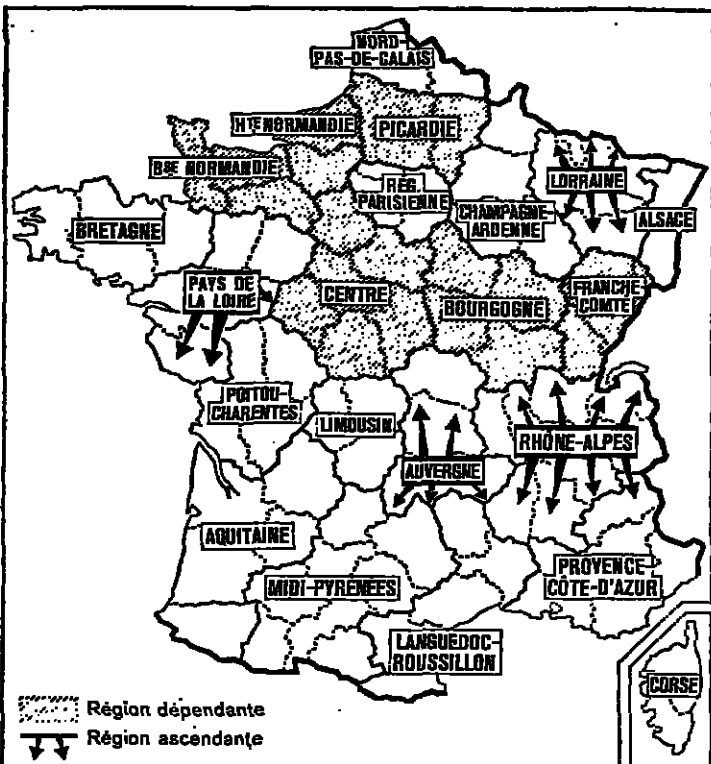 NORD-
PAS-DE-CALAIS
Hte NORMANDIE
PICARDIE
Bse NORMANDIE
RÉG.
PARISIENNE
LORRAINE
CHAMPAGNE
ARDENNE
ALSACE
BRETAGNE
PAYS DE
LA LOIRE
CENTRE
BOURGOGNE
FRANCHE
COMTÉ
POITOU-
CHARENTES
LIMOUSIN
RHÔNE-ALPES
AUVERGNE
AQUITAINE
PROVENCE
CÔTE-D'AZUR
MIDI-PYRÉNÉES
LANGUEDOC-
ROUSSILLON
CORSE
Région dépendante
Région ascendante